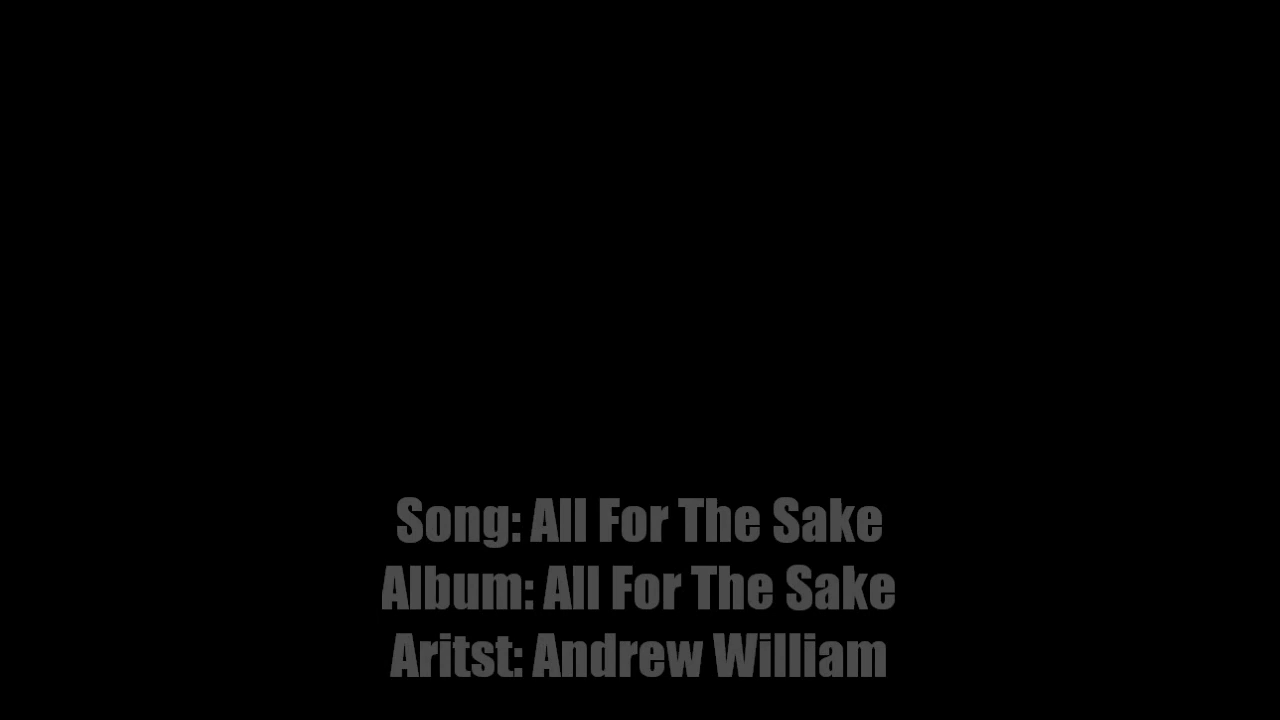 Song: All For The Sake
Album: All For The Sake
Aritst: Andrew William